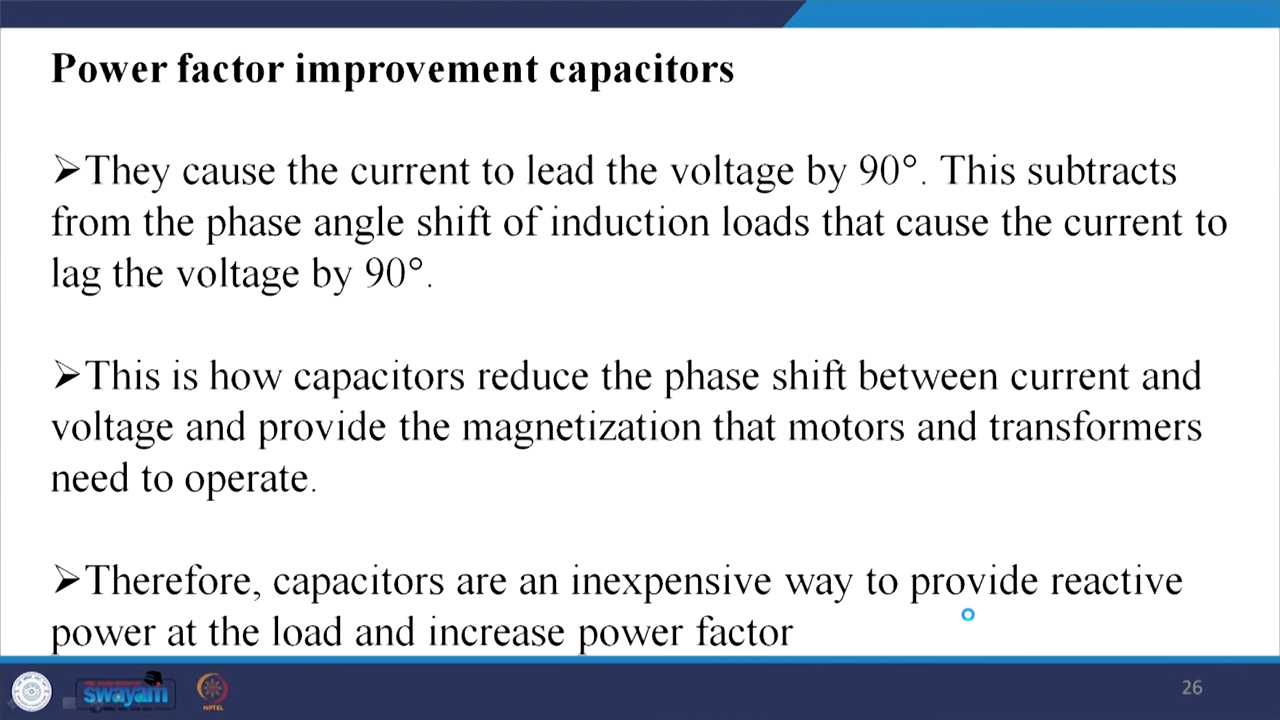 Power factor improvement capacitors
➢They cause the current to lead the voltage by 90°. This subtracts
from the phase angle shift of induction loads that cause the current to
lag the voltage by 90°.
➢This is how capacitors reduce the phase shift between current and
voltage and provide the magnetization that motors and transformers
need to operate.
➢Therefore, capacitors are an inexpensive way to provide reactive
power at the load and increase power factor
swayam
NPTEL
26